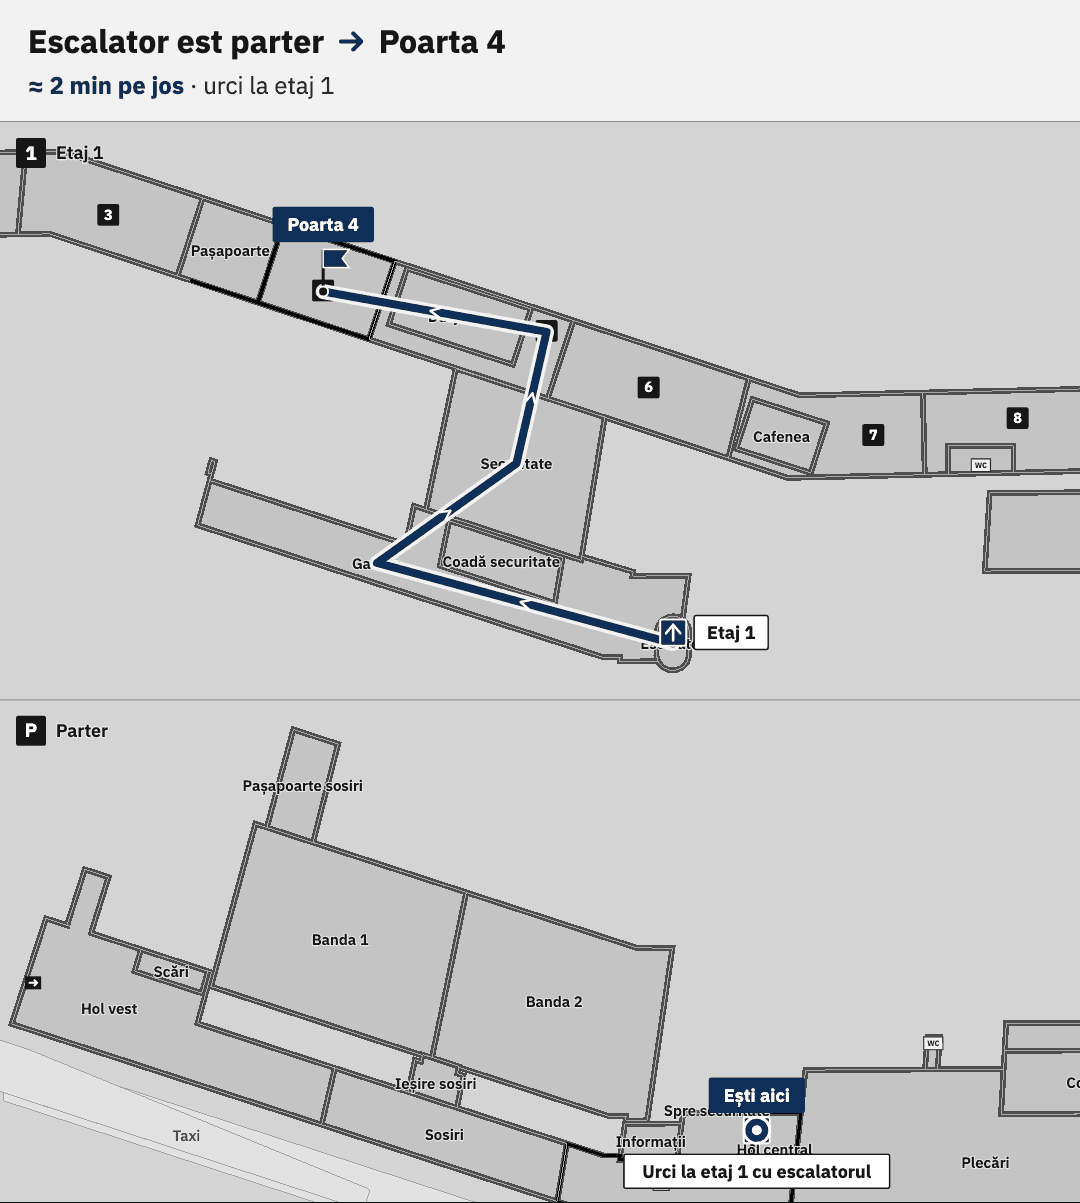 Escalator est parter → Poarta 4
≈ 2 min pe jos · urci la etaj 1
1 Etaj 1
3
Pașapoarte
Poarta 4
6
Cafenea
7
8
WC
Coadă securitate
Etaj 1
P Parter
Pașapoarte sosiri
Banda 1
Banda 2
Scări
Hol vest
Ieșire sosiri
Sosiri
Taxi
WC
Ești aici
Informații
Hol central
Urci la etaj 1 cu escalatorul
Plecări